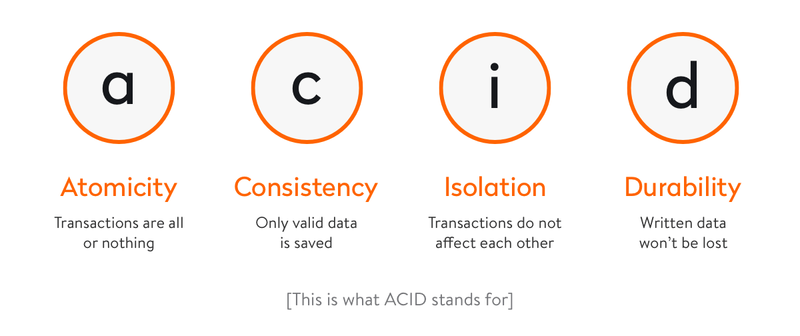 a
c
i
d
Atomicity
Consistency
Isolation
Durability
Transactions are all
or nothing
Only valid data
is saved
Transactions do not
affect each other
Written data
won't be lost
[This is what ACID stands for]